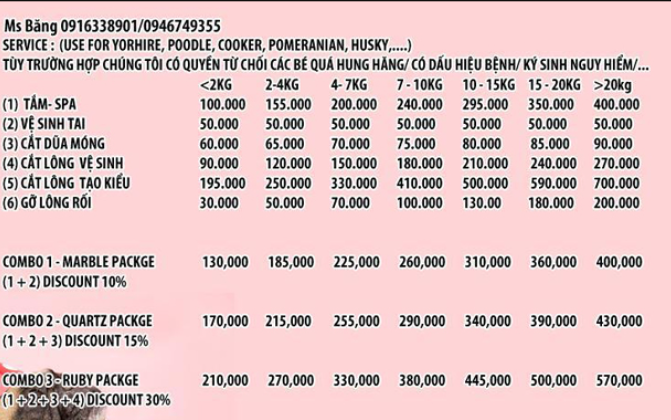 Ms Băng 0916338901/0946749355
SERVICE : (USE FOR YORHIRE, POODLE, COOKER, POMERANIAN, HUSKY,....)
TÙY TRƯỜNG HỢP CHÚNG TÔI CÓ QUYỀN TỪ CHỐI CÁC BÉ QUÁ HUNG HĂNG/ CÓ DẤU HIỆU BỆNH/ KÝ SINH NGUY HIỂM/...
<2KG 2-4KG 4- 7KG 7 - 10KG 10 - 15KG 15 - 20KG >20kg
(1) TẮM- SPA 100.000 155.000 200.000 240.000 295.000 350.000 400.000
(2) VỆ SINH TAI 50.000 50.000 50.000 50.000 50.000 50.000 50.000
(3) CẮT DŨA MÓNG 60.000 65.000 70.000 75.000 80.000 85.000 90.000
(4) CẮT LÔNG VỆ SINH 90.000 120.000 150.000 180.000 210.000 240.000 270.000
(5) CẮT LÔNG TẠO KIỂU 195.000 250.000 330.000 410.000 500.000 590.000 700.000
(6) GỠ LÔNG RỐI 30.000 50.000 70.000 100.000 130.00 180.000 200.000
COMBO 1 - MARBLE PACKGE 130,000 185,000 225,000 260,000 310,000 360,000 400,000
(1 + 2) DISCOUNT 10%
COMBO 2 - QUARTZ PACKGE 170,000 215,000 255,000 290,000 340,000 390,000 430,000
(1 + 2 + 3) DISCOUNT 15%
COMBO 3 - RUBY PACKGE 210,000 270,000 330,000 380,000 445,000 500,000 570,000
(1 + 2 + 3 + 4) DISCOUNT 30%